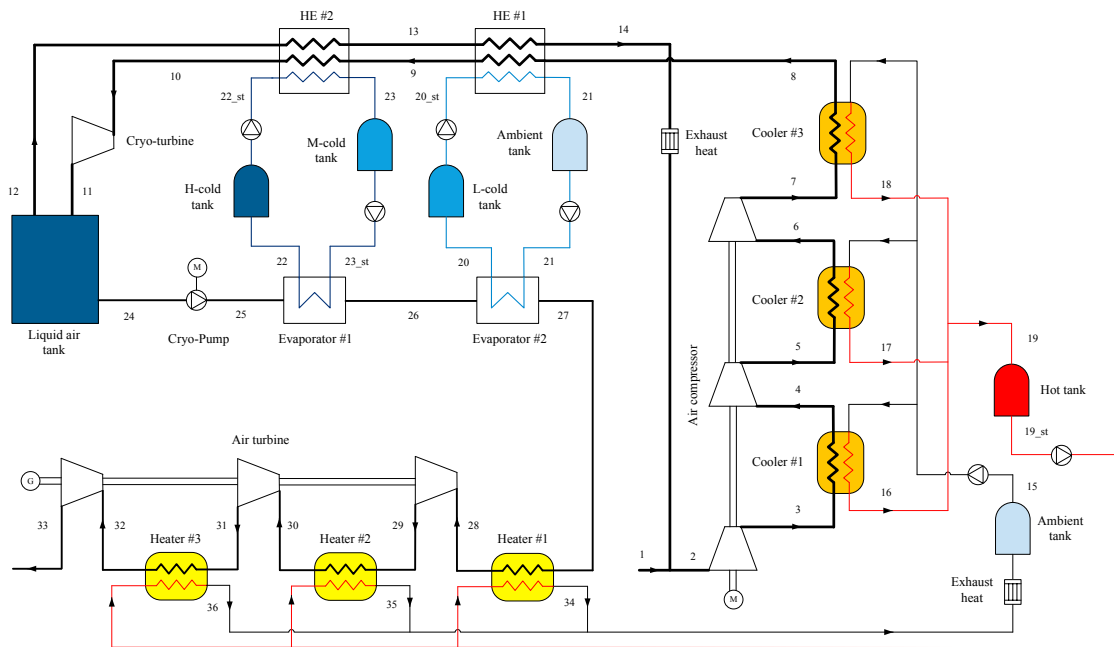 HE #2
HE #1
13
14
10
9
8
22_st
23
20_st
21
Cooler #3
Cryo-turbine
M-cold
tank
Ambient
tank
Exhaust
heat
12
11
H-cold
tank
L-cold
tank
7
18
6
22
23_st
20
21
M
Cooler #2
24
25
26
27
Liquid air
tank
Cryo-Pump
Evaporator #1
Evaporator #2
5
17
19
Air compressor
4
Hot tank
19_st
Air turbine
Cooler #1
G
16
15
33
32
31
30
29
28
3
Ambient
tank
Heater #3
Heater #2
Heater #1
1
2
Exhaust
heat
M
36
35
34